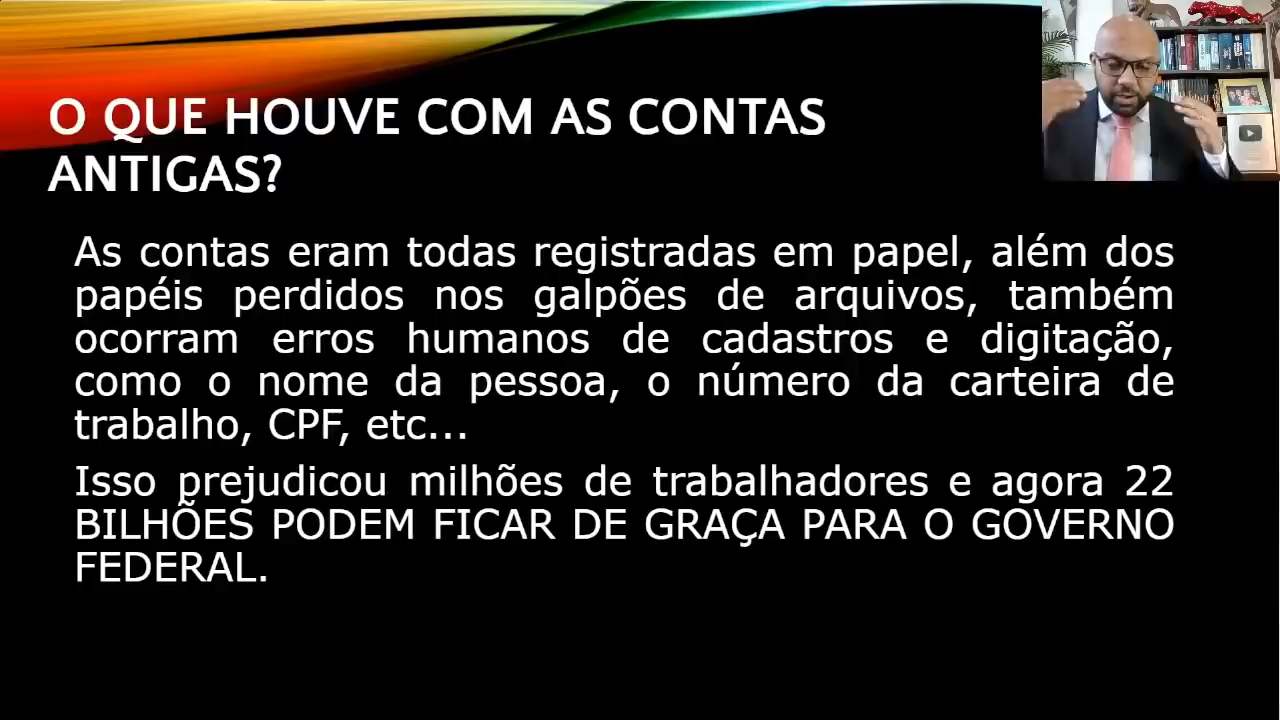 O QUE HOUVE COM AS CONTAS
ANTIGAS?
As contas eram todas registradas em papel, além dos
papéis perdidos nos galpões de arquivos, também
ocorram erros humanos de cadastros e digitação,
como o nome da pessoa, o número da carteira de
trabalho, CPF, etc...
Isso prejudicou milhões de trabalhadores e agora 22
BILHÕES PODEM FICAR DE GRAÇA PARA O GOVERNO
FEDERAL.